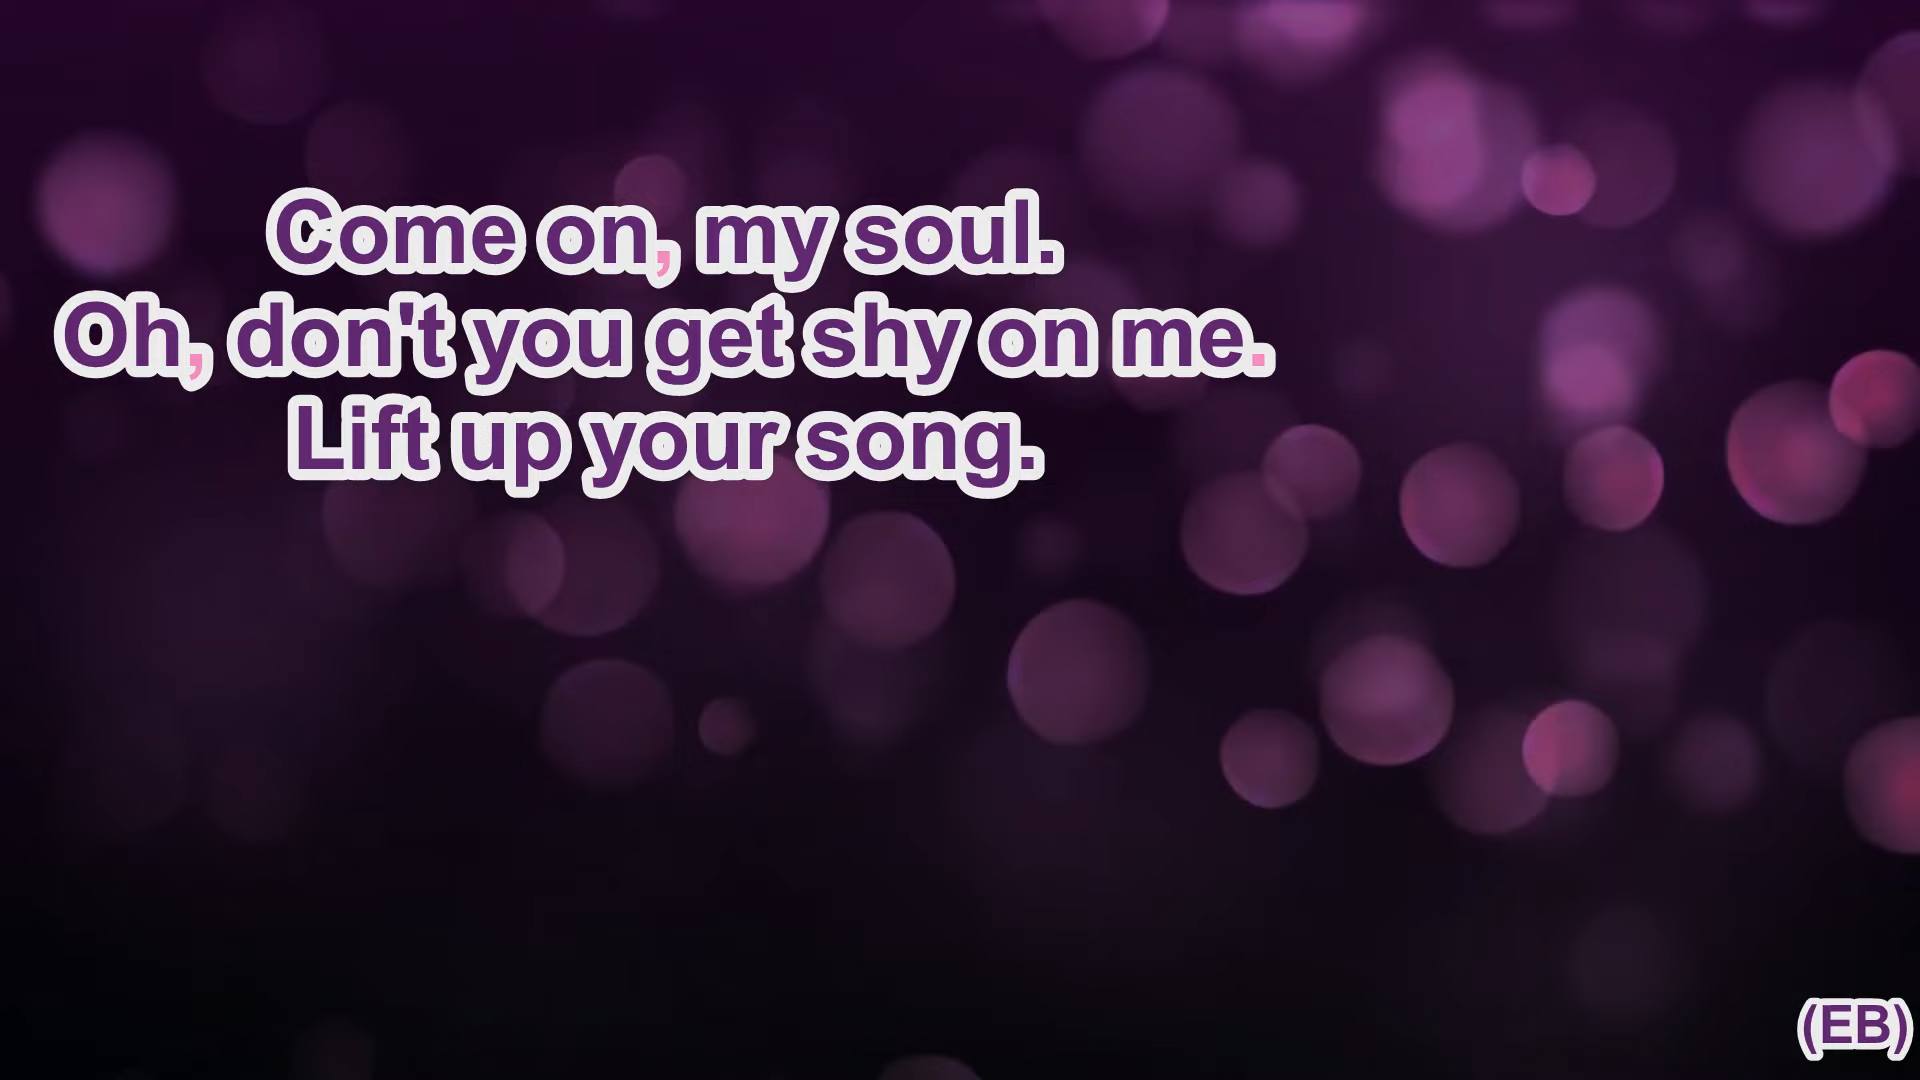 Come on, my soul.
Oh, don't you get shy on me.
Lift up your song.
(EB)